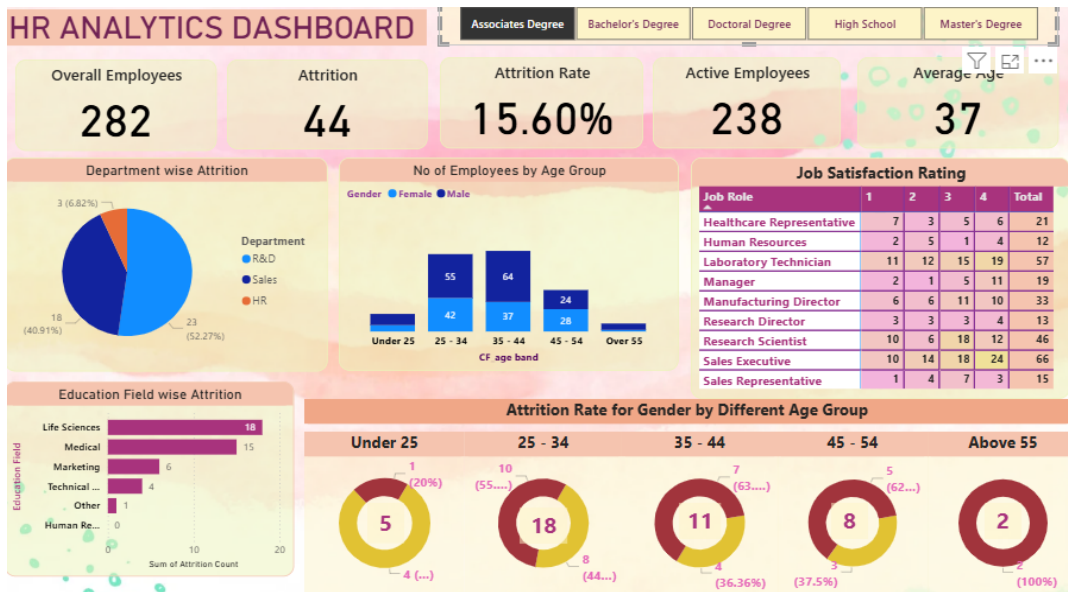 HR ANALYTICS DASHBOARD
Associates Degree
Bachelor's Degree
Doctoral Degree
High School
Master's Degree
Overall Employees
282
Attrition
44
Attrition Rate
15.60%
Active Employees
238
Average Age
37
Department wise Attrition
3 (6.82%)
18
(40.91%)
23
(52.27%)
Department
R&D
Sales
HR
No of Employees by Age Group
Gender Female Male
55
42
64
37
24
28
Under 25 25 - 34 35 - 44 45 - 54 Over 55
CF_age band
Job Satisfaction Rating
Job Role 1 2 3 4 Total
Healthcare Representative 7 3 5 6 21
Human Resources 2 5 1 4 12
Laboratory Technician 11 12 15 19 57
Manager 2 1 5 11 19
Manufacturing Director 6 6 11 10 33
Research Director 3 3 3 4 13
Research Scientist 10 6 18 12 46
Sales Executive 10 14 18 24 66
Sales Representative 1 4 7 3 15
Education Field wise Attrition
Education Field
Life Sciences 18
Medical 15
Marketing 6
Technical ... 4
Other 1
Human Re... 0
0 10 20
Sum of Attrition Count
Attrition Rate for Gender by Different Age Group
Under 25
1
(20%)
5
4 (...)
25 - 34
10
(55....)
18
8
(44...)
35 - 44
7
(63....)
11
4
(36.36%)
45 - 54
5
(62...)
8
3
(37.5%)
Above 55
2
2
(100%)